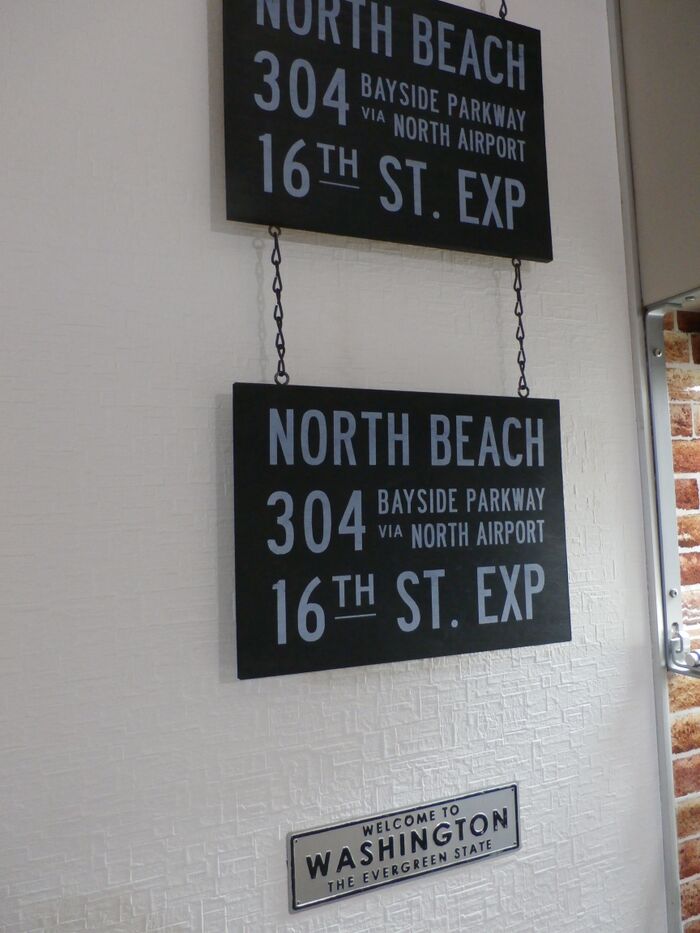 NORTH BEACH
304 BAYSIDE PARKWAY
VIA NORTH AIRPORT
16TH ST. EXP
NORTH BEACH
304 BAYSIDE PARKWAY
VIA NORTH AIRPORT
16TH ST. EXP
WELCOME TO
WASHINGTON
THE EVERGREEN STATE